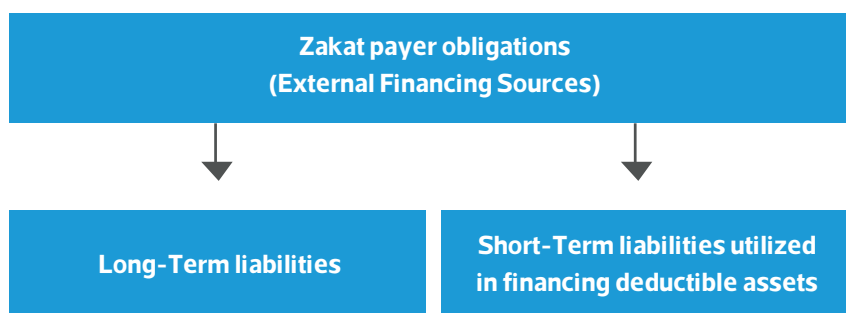 Zakat payer obligations
(External Financing Sources)
Long-Term liabilities
Short-Term liabilities utilized
in financing deductible assets